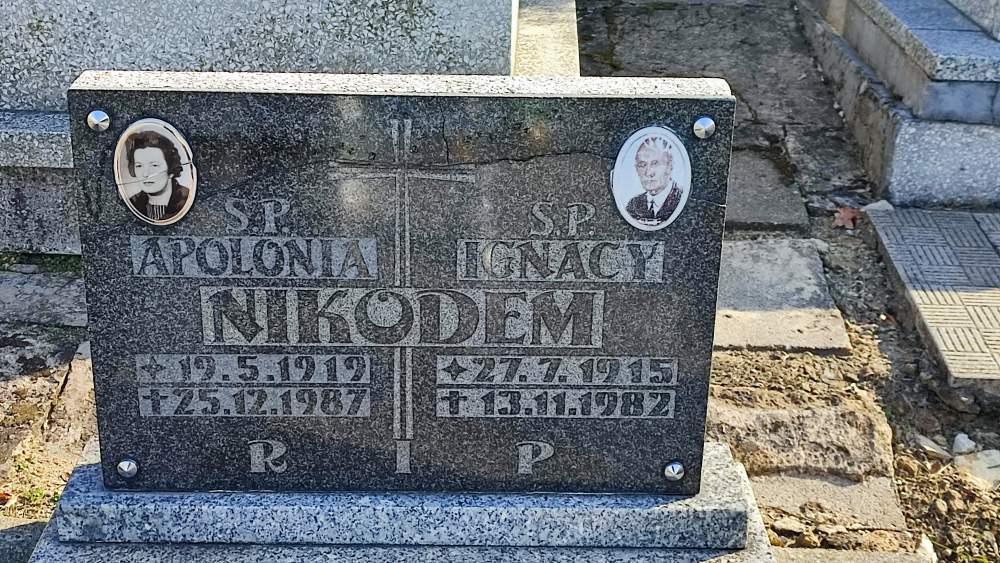 S.P. S.P.
APOLONIA IGNACY
NIKODEM
19.5.1919 27.7.1915
25.12.1987 13.11.1982
R I P